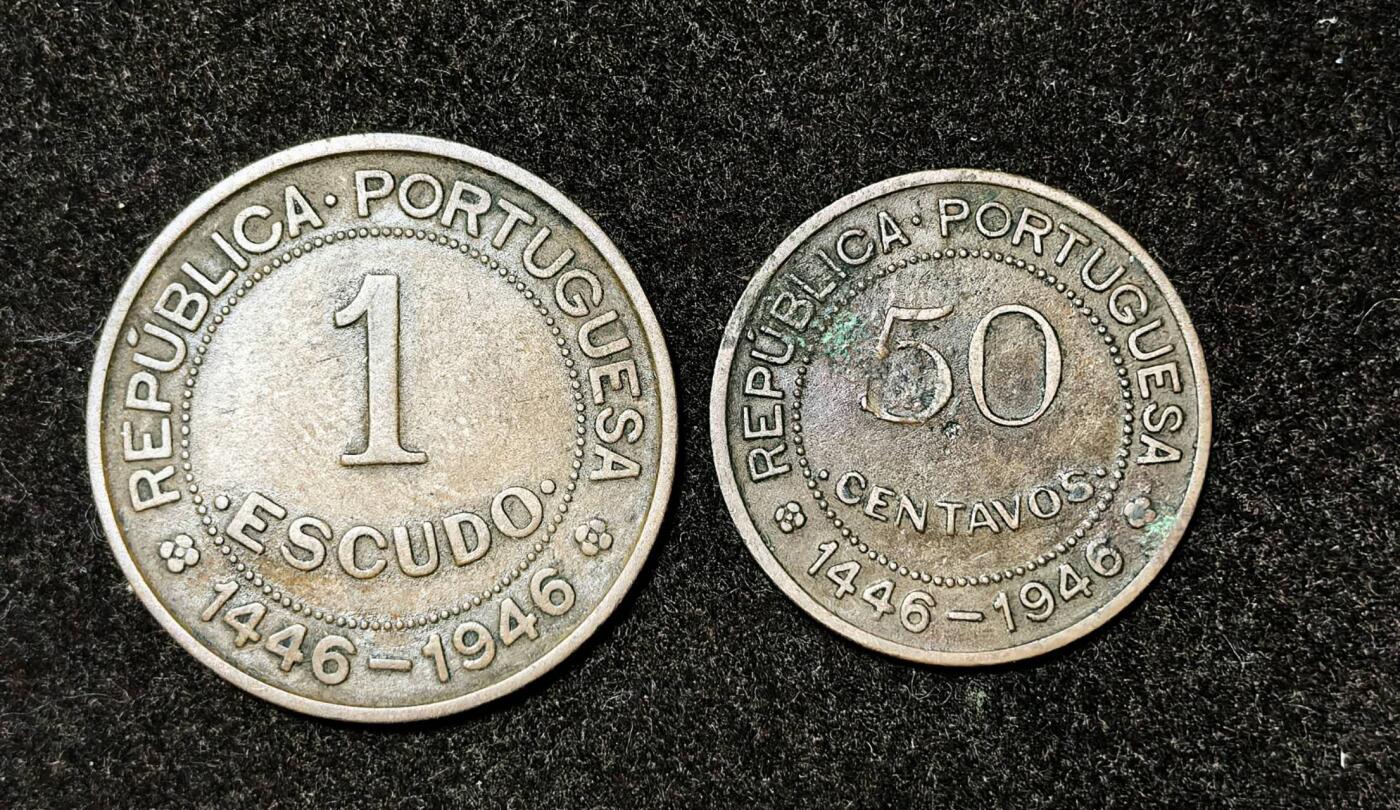 REPÚBLICA · PORTUGUESA
1
· ESCUDO ·
1446 – 1946
REPÚBLICA · PORTUGUESA
50
· CENTAVOS ·
1446 – 1946